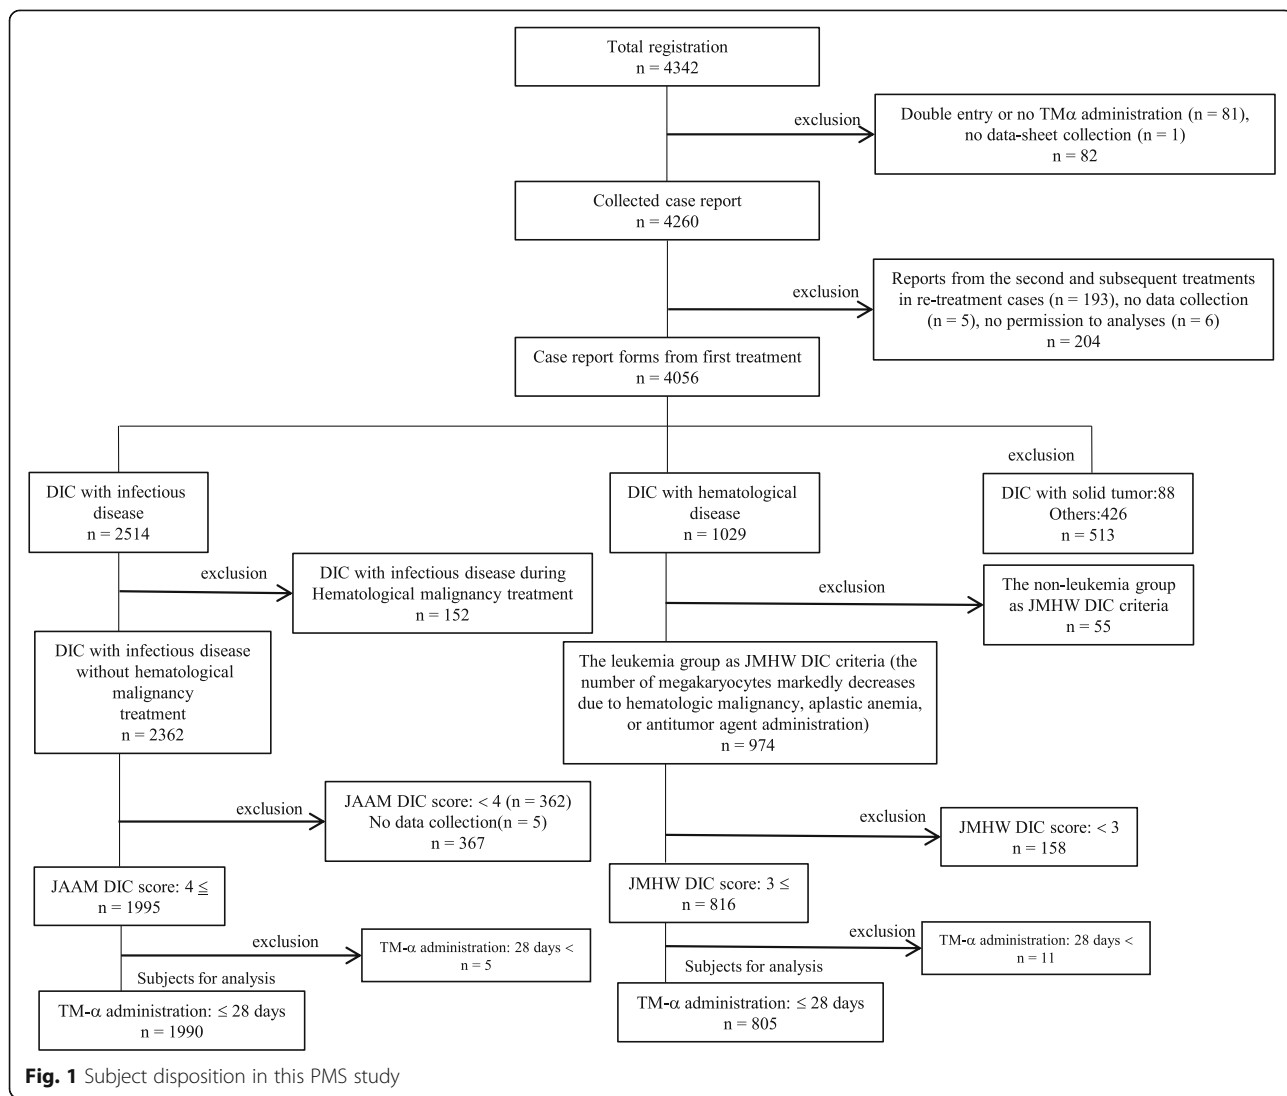 Total registration
n = 4342
exclusion
Double entry or no TMα administration (n = 81),
no data-sheet collection (n = 1)
n = 82
Collected case report
n = 4260
exclusion
Reports from the second and subsequent treatments
in re-treatment cases (n = 193), no data collection
(n = 5), no permission to analyses (n = 6)
n = 204
Case report forms from first treatment
n = 4056
exclusion
DIC with infectious
disease
n = 2514
DIC with hematological
disease
n = 1029
DIC with solid tumor:88
Others:426
n = 513
exclusion
DIC with infectious disease during
Hematological malignancy treatment
n = 152
exclusion
The non-leukemia group
as JMHW DIC criteria
n = 55
DIC with infectious disease
without hematological
malignancy
treatment
n = 2362
The leukemia group as JMHW DIC criteria (the
number of megakaryocytes markedly decreases
due to hematologic malignancy, aplastic anemia,
or antitumor agent administration)
n = 974
exclusion
JAAM DIC score: < 4 (n = 362)
No data collection(n = 5)
n = 367
exclusion
JMHW DIC score: < 3
n = 158
JAAM DIC score: 4 ≦
n = 1995
JMHW DIC score: 3 ≤
n = 816
exclusion
TM-α administration: 28 days <
n = 5
exclusion
TM-α administration: 28 days <
n = 11
Subjects for analysis
Subjects for analysis
TM-α administration: ≤ 28 days
n = 1990
TM-α administration: ≤ 28 days
n = 805
Fig. 1 Subject disposition in this PMS study